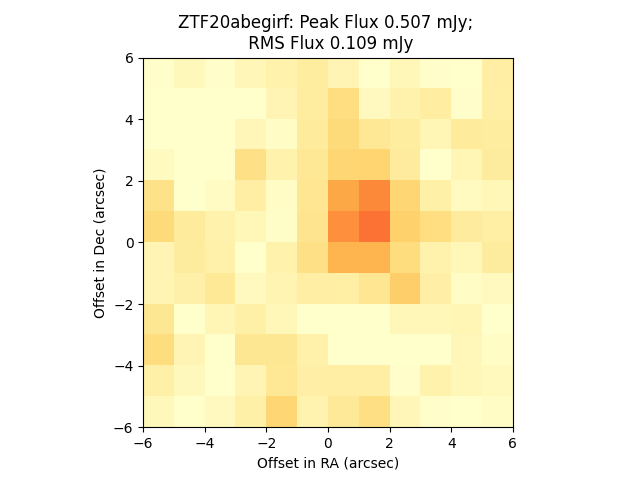 ZTF20abegirf: Peak Flux 0.507 mJy;
RMS Flux 0.109 mJy
6
4
2
0
−2
−4
−6
Offset in Dec (arcsec)
−6 −4 −2 0 2 4 6
Offset in RA (arcsec)